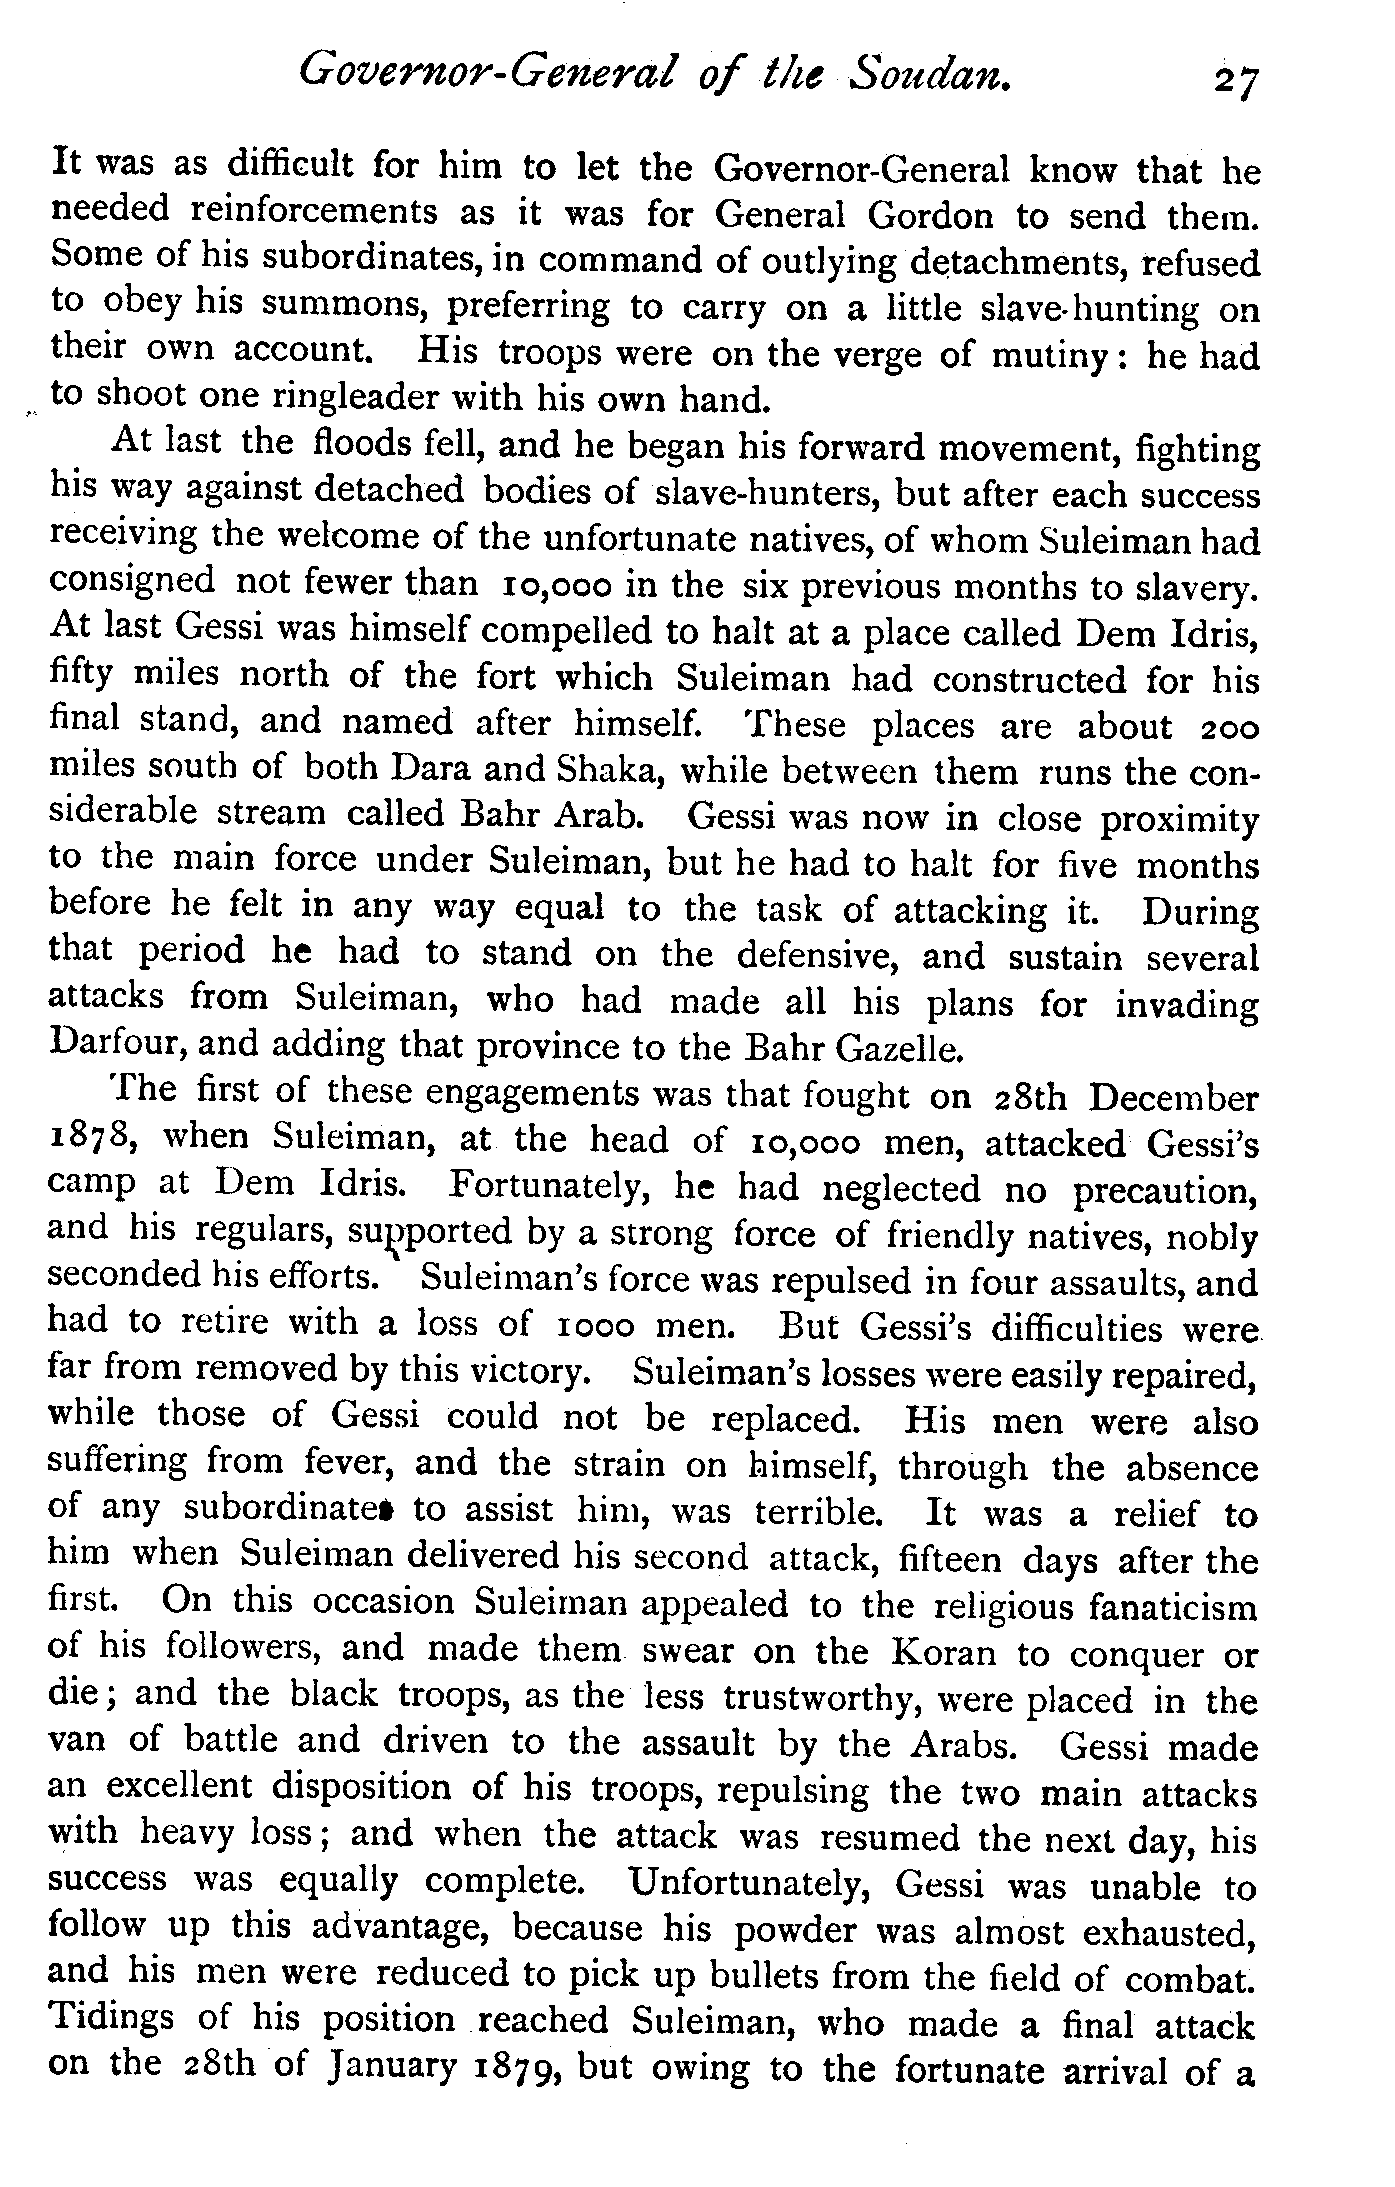 Governor-General of the Soudan. 27
It was as difficult for him to let the Governor-General know that he
needed reinforcements as it was for General Gordon to send them.
Some of his subordinates, in command of outlying detachments, refused
to obey his summons, preferring to carry on a little slave-hunting on
their own account. His troops were on the verge of mutiny: he had
to shoot one ringleader with his own hand.
At last the floods fell, and he began his forward movement, fighting
his way against detached bodies of slave-hunters, but after each success
receiving the welcome of the unfortunate natives, of whom Suleiman had
consigned not fewer than 10,000 in the six previous months to slavery.
At last Gessi was himself compelled to halt at a place called Dem Idris,
fifty miles north of the fort which Suleiman had constructed for his
final stand, and named after himself. These places are about 200
miles south of both Dara and Shaka, while between them runs the con-
siderable stream called Bahr Arab. Gessi was now in close proximity
to the main force under Suleiman, but he had to halt for five months
before he felt in any way equal to the task of attacking it. During
that period he had to stand on the defensive, and sustain several
attacks from Suleiman, who had made all his plans for invading
Darfour, and adding that province to the Bahr Gazelle.
The first of these engagements was that fought on 28th December
1878, when Suleiman, at the head of 10,000 men, attacked Gessi's
camp at Dem Idris. Fortunately, he had neglected no precaution,
and his regulars, supported by a strong force of friendly natives, nobly
seconded his efforts. Suleiman's force was repulsed in four assaults, and
had to retire with a loss of 1000 men. But Gessi's difficulties were
far from removed by this victory. Suleiman's losses were easily repaired,
while those of Gessi could not be replaced. His men were also
suffering from fever, and the strain on himself, through the absence
of any subordinates to assist him, was terrible. It was a relief to
him when Suleiman delivered his second attack, fifteen days after the
first. On this occasion Suleiman appealed to the religious fanaticism
of his followers, and made them swear on the Koran to conquer or
die; and the black troops, as the less trustworthy, were placed in the
van of battle and driven to the assault by the Arabs. Gessi made
an excellent disposition of his troops, repulsing the two main attacks
with heavy loss; and when the attack was resumed the next day, his
success was equally complete. Unfortunately, Gessi was unable to
follow up this advantage, because his powder was almost exhausted,
and his men were reduced to pick up bullets from the field of combat.
Tidings of his position reached Suleiman, who made a final attack
on the 28th of January 1879, but owing to the fortunate arrival of a